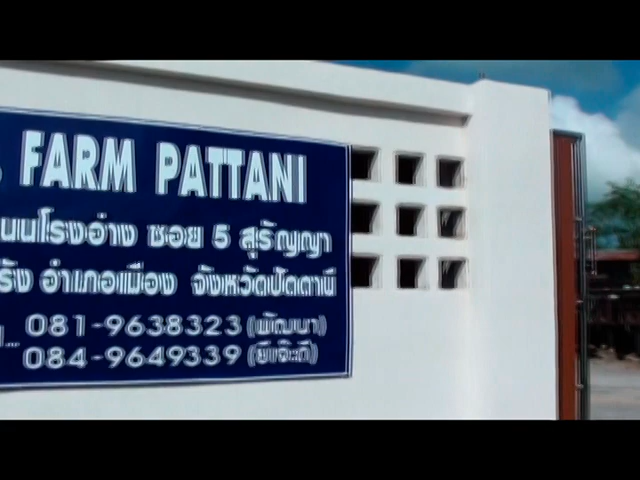 FARM PATTANI
ถนนโรงอ่าง ซอย 5 สุริญญา
อำเภอเมือง จังหวัดปัตตานี
081-9638323 (พัฒนา)
084-9649339